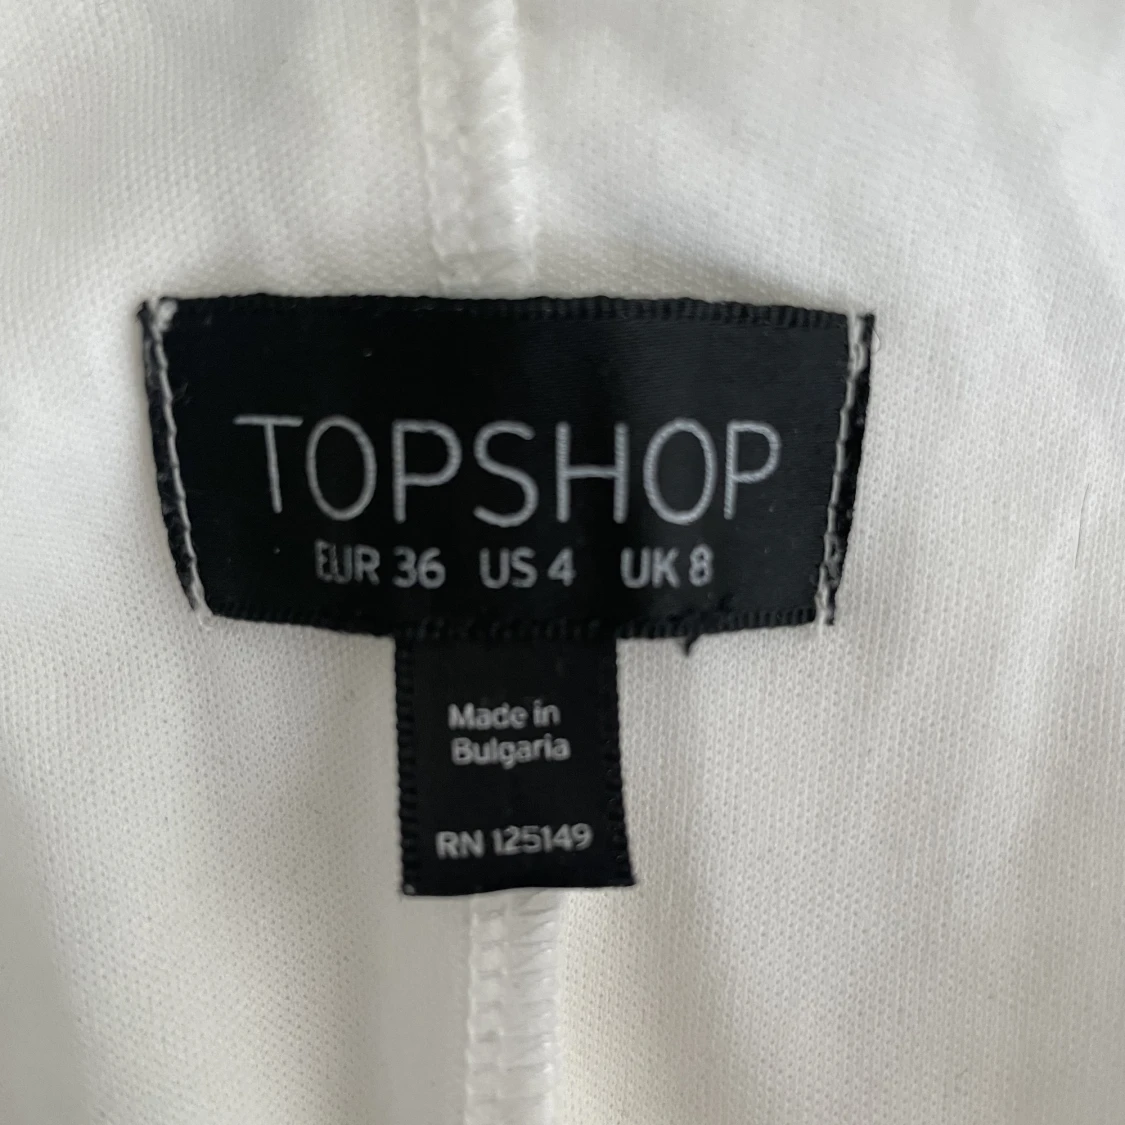 TOPSHOP
EUR 36 US 4 UK 8
Made in
Bulgaria
RN 125149